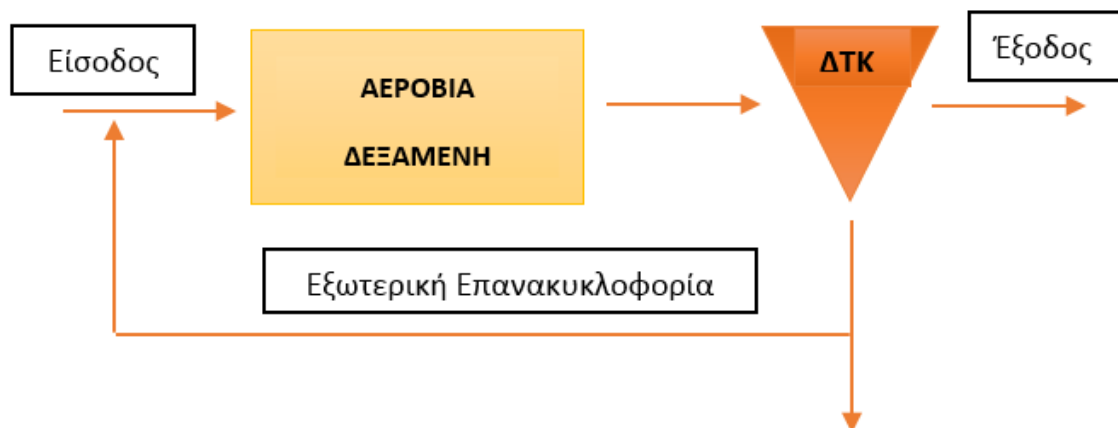 Είσοδος
ΑΕΡΟΒΙΑ
ΔΕΞΑΜΕΝΗ
ΔΤΚ
Έξοδος
Εξωτερική Επανακυκλοφορία